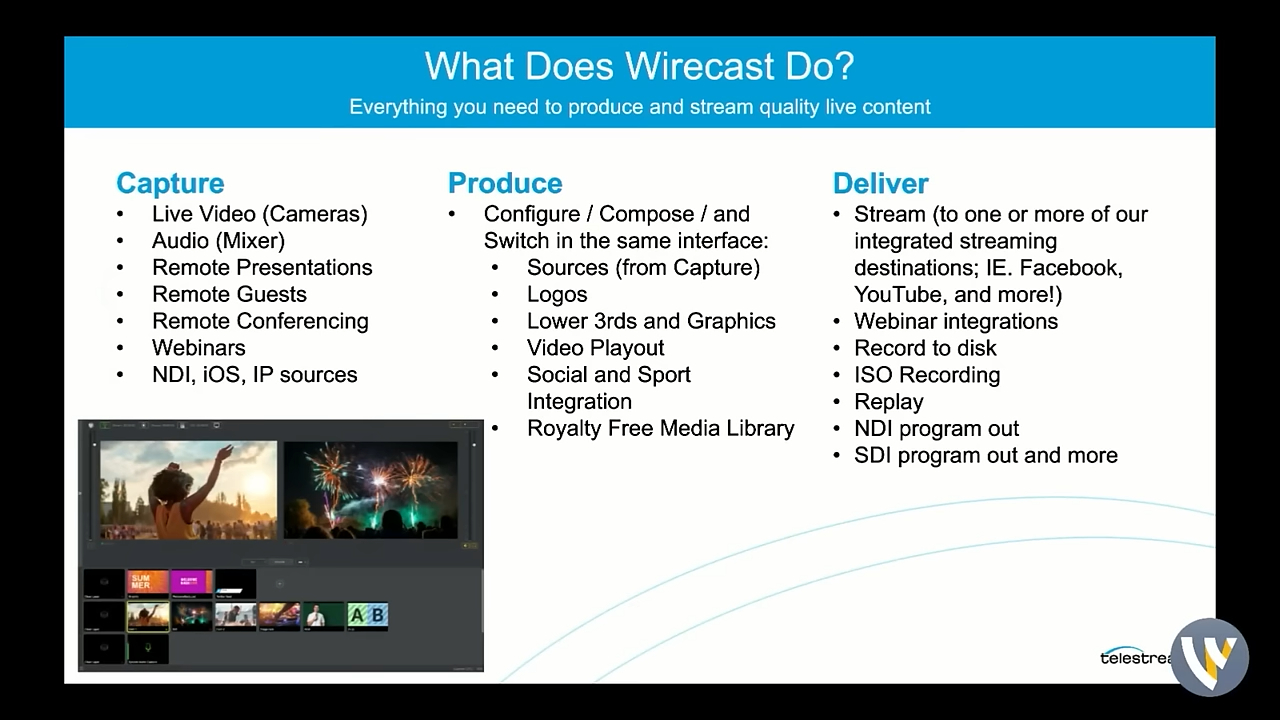 What Does Wirecast Do?
Everything you need to produce and stream quality live content
Capture
• Live Video (Cameras)
• Audio (Mixer)
• Remote Presentations
• Remote Guests
• Remote Conferencing
• Webinars
• NDI, iOS, IP sources
Produce
• Configure / Compose / and
Switch in the same interface:
• Sources (from Capture)
• Logos
• Lower 3rds and Graphics
• Video Playout
• Social and Sport
Integration
• Royalty Free Media Library
Deliver
• Stream (to one or more of our
integrated streaming
destinations; IE. Facebook,
YouTube, and more!)
• Webinar integrations
• Record to disk
• ISO Recording
• Replay
• NDI program out
• SDI program out and more
SUM
MER
A B
telestrea
W